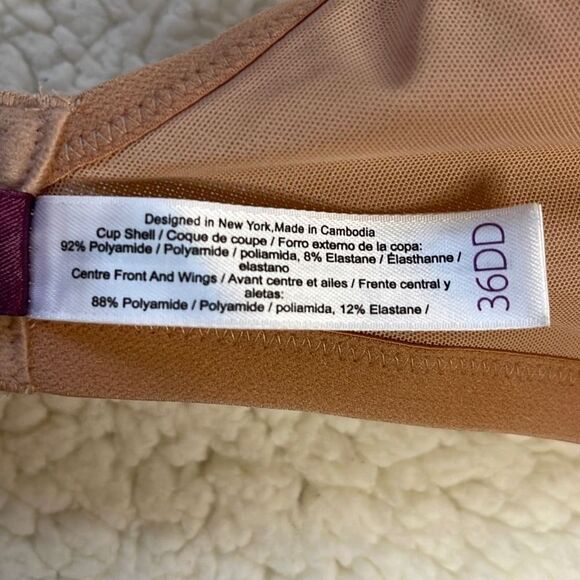 Designed in New York,Made in Cambodia
Cup Shell / Coque de coupe / Forro externo de la copa:
92% Polyamide / Polyamide / poliamida, 8% Elastane / Élasthanne /
elastano
Centre Front And Wings / Avant centre et ailes / Frente central y
aletas:
88% Polyamide / Polyamide / poliamida, 12% Elastane /
36DD